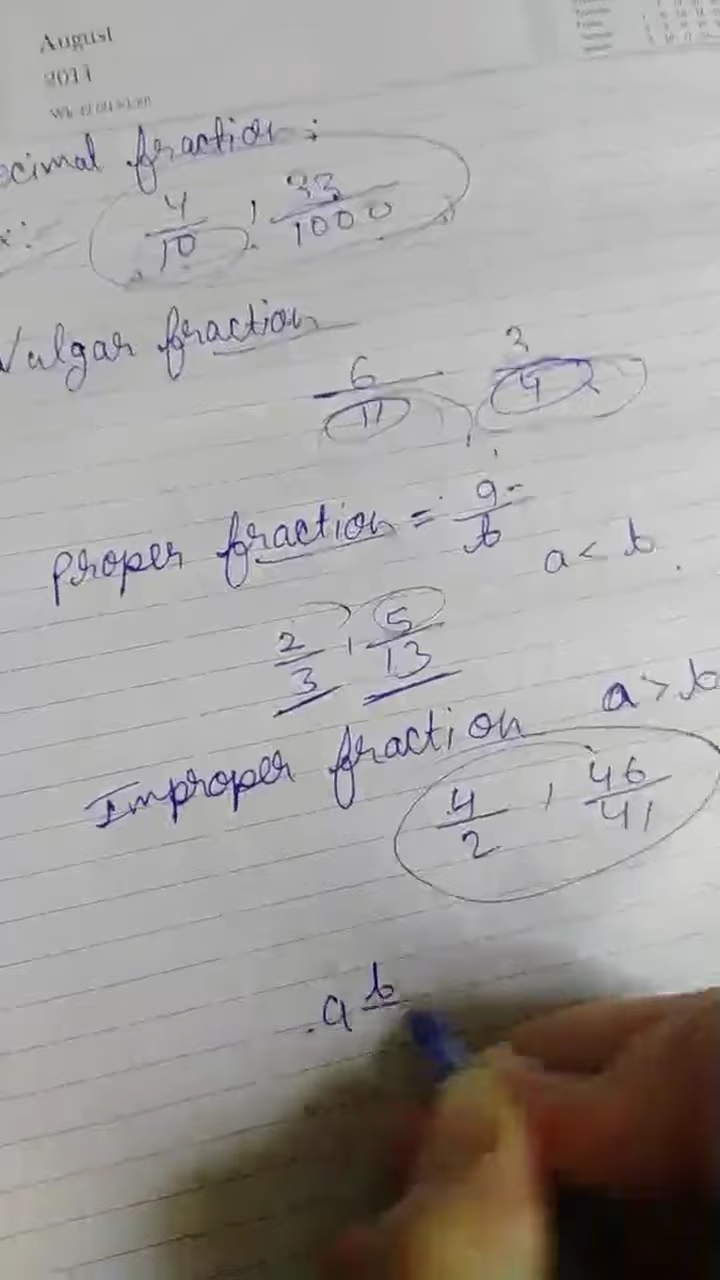 August
2011
ecimal fraction:
x: 4/10, 33/1000
Vulgar fraction
6/11 3/4
Proper fraction = a/b
a < b
2/3, 5/13
Improper fraction a > b
4/2, 46/41
a b